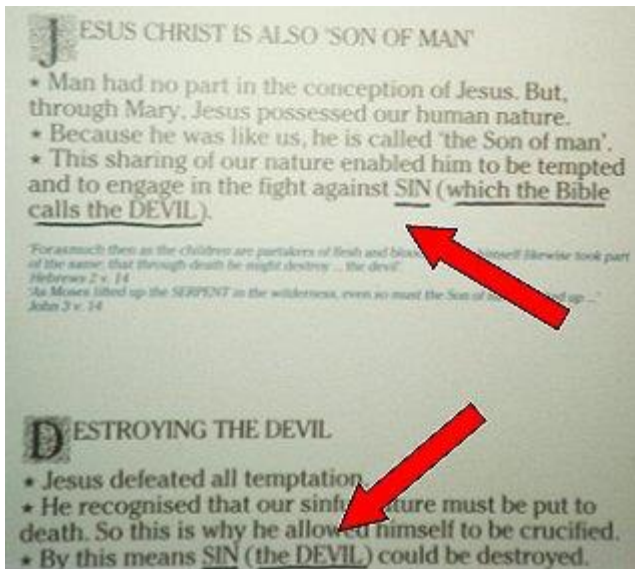 JESUS CHRIST IS ALSO 'SON OF MAN'
★ Man had no part in the conception of Jesus. But,
through Mary, Jesus possessed our human nature.
★ Because he was like us, he is called 'the Son of man'.
★ This sharing of our nature enabled him to be tempted
and to engage in the fight against SIN (which the Bible
calls the DEVIL).
'Forasmuch then as the children are partakers of flesh and likewise took part
of the same; that through death he might destroy ... the devil'
Hebrews 2 v. 14
'As Moses lifted up the SERPENT in the wilderness, even so must the Son of up ...'
John 3 v. 14
DESTROYING THE DEVIL
★ Jesus defeated all temptation.
★ He recognised that our must be put to
death. So this is why he allowed himself to be crucified.
★ By this means SIN (the DEVIL) could be destroyed.